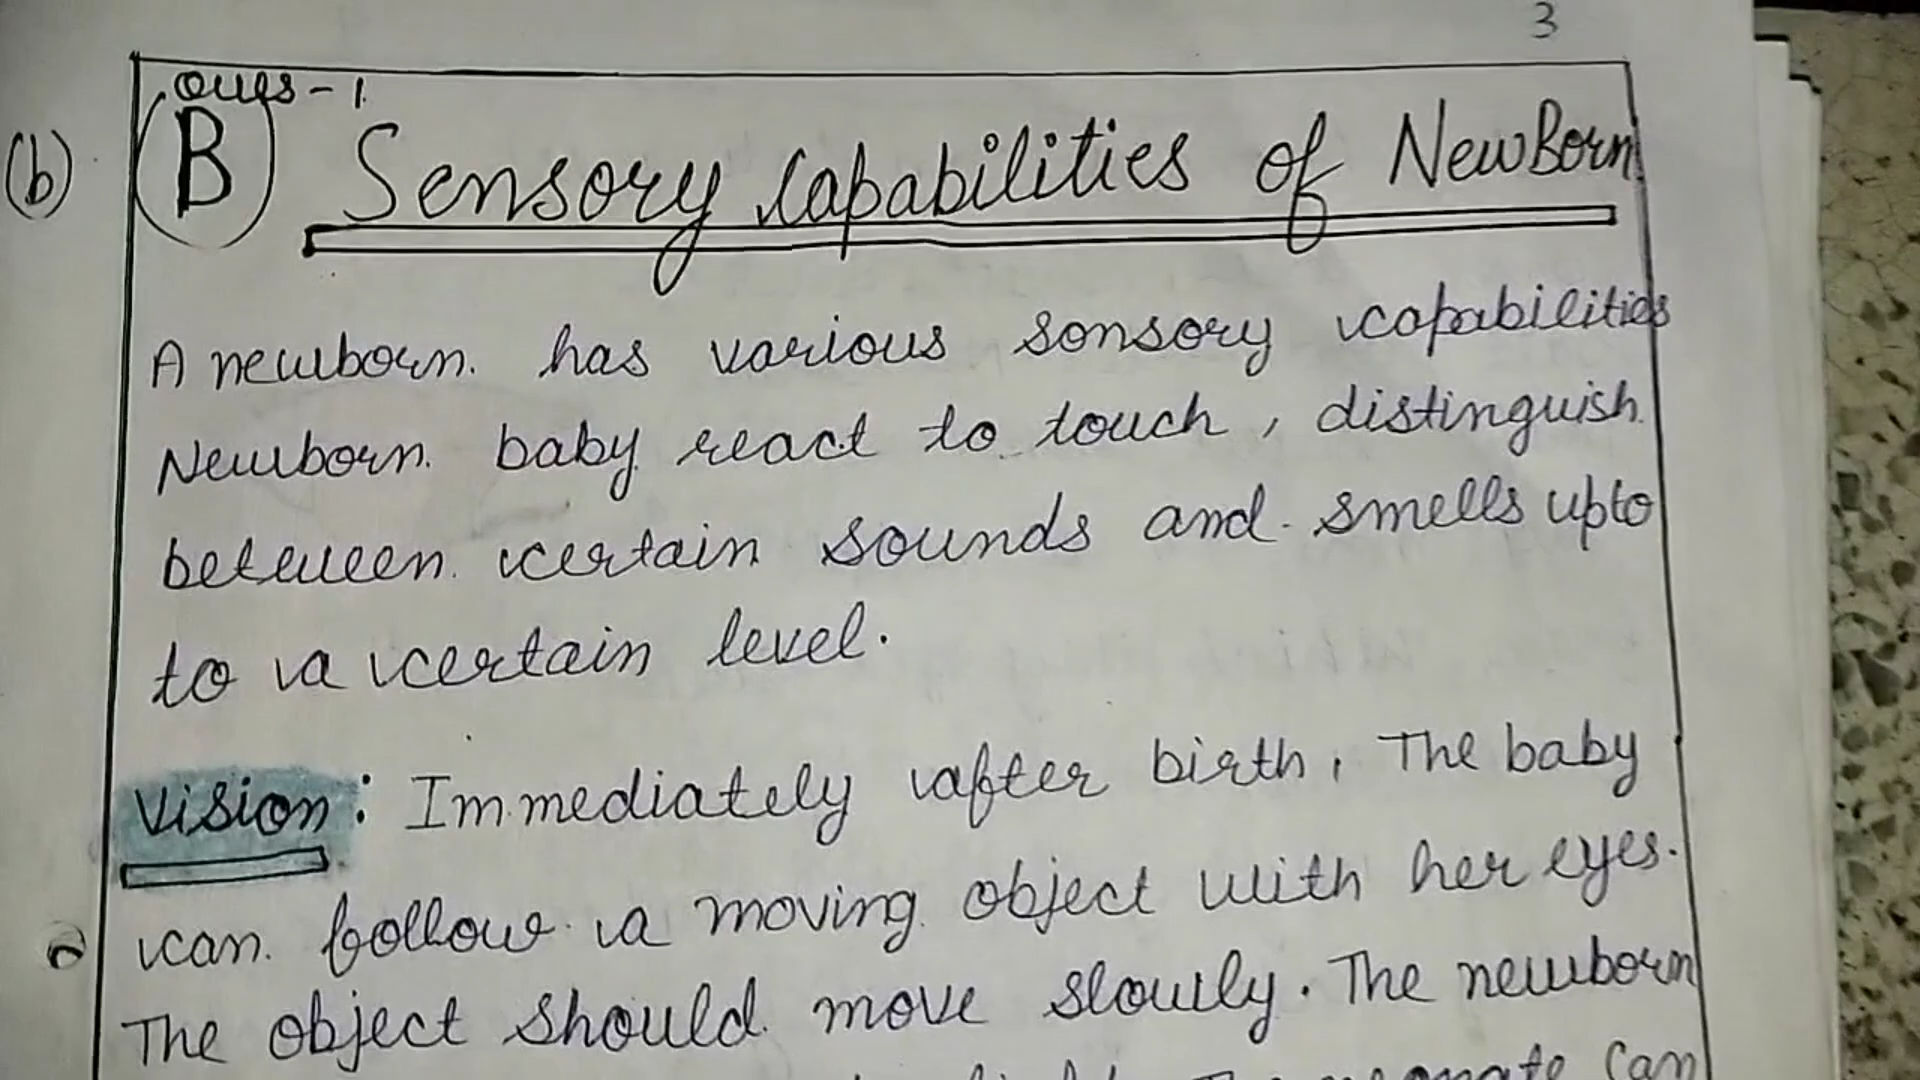 3
Ques-1
(b) B Sensory Capabilities of NewBorn
A newborn has various sonsory capabilities
Newborn baby react to touch, distinguish
between certain sounds and smells upto
to a certain level.
Vision: Immediately after birth, The baby
can follow a moving object with her eyes.
The object should move slowly. The newborn
can